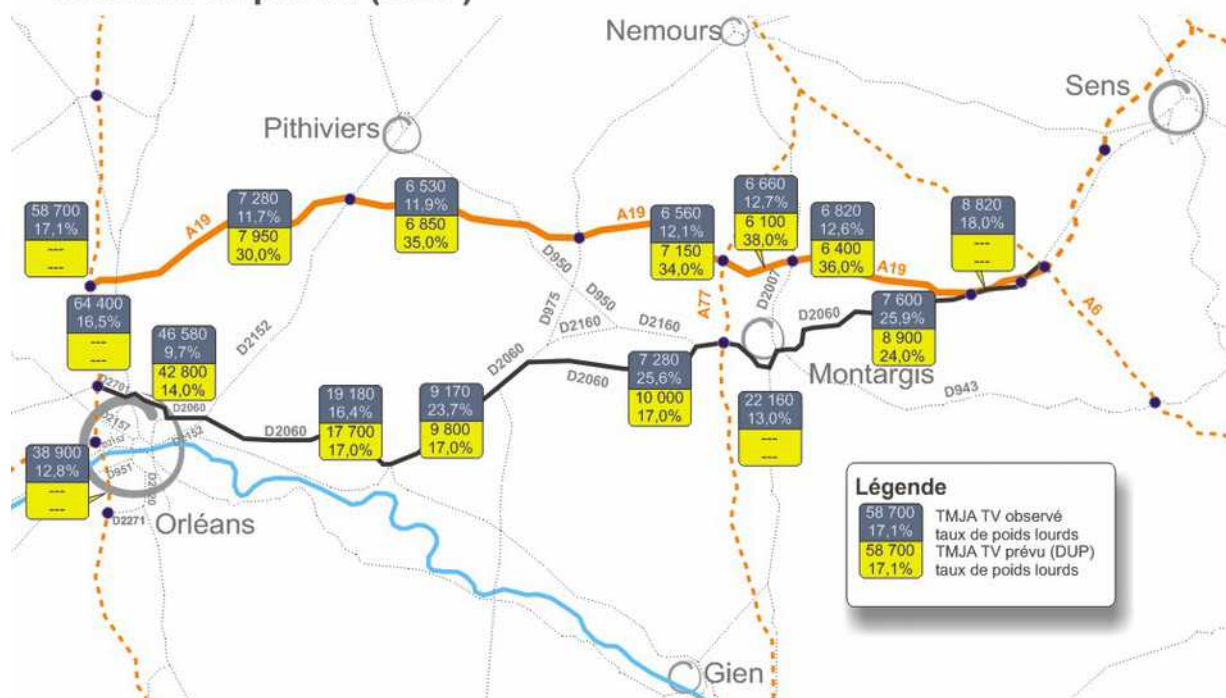 Nemours
Sens
Pithiviers
58 700
17,1%
---
---
7 280
11,7%
7 950
30,0%
6 530
11,9%
6 850
35,0%
A19
A19
6 560
12,1%
7 150
34,0%
6 660
12,7%
6 100
38,0%
6 820
12,6%
6 400
36,0%
8 820
18,0%
---
---
A19
D950
D950
D975
D2160
D2160
A77
D2007
A6
64 400
16,5%
---
---
46 580
9,7%
42 800
14,0%
D2152
D2701
D2060
D2157
D2152
D2152
D951
D2020
D2271
38 900
12,8%
---
---
Orléans
D2060
19 180
16,4%
17 700
17,0%
9 170
23,7%
9 800
17,0%
D2060
D2060
7 280
25,6%
10 000
17,0%
D2060
7 600
25,9%
8 900
24,0%
Montargis
D943
22 160
13,0%
---
---
Gien
Légende
58 700
17,1%
TMJA TV observé
taux de poids lourds
58 700
17,1%
TMJA TV prévu (DUP)
taux de poids lourds